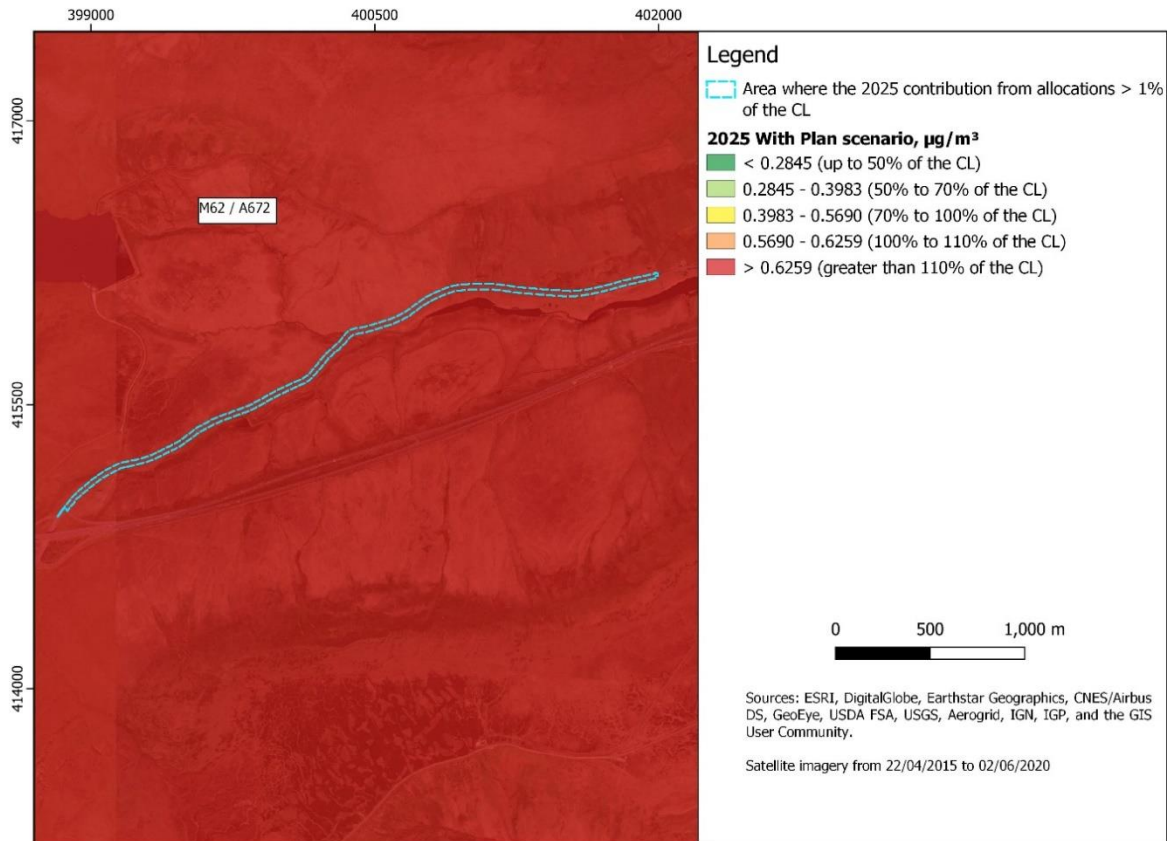 399000
400500
402000
417000
415500
414000
M62 / A672
Legend
Area where the 2025 contribution from allocations > 1%
of the CL
2025 With Plan scenario, µg/m³
< 0.2845 (up to 50% of the CL)
0.2845 - 0.3983 (50% to 70% of the CL)
0.3983 - 0.5690 (70% to 100% of the CL)
0.5690 - 0.6259 (100% to 110% of the CL)
> 0.6259 (greater than 110% of the CL)
0 500 1,000 m
Sources: ESRI, DigitalGlobe, Earthstar Geographics, CNES/Airbus
DS, GeoEye, USDA FSA, USGS, Aerogrid, IGN, IGP, and the GIS
User Community.
Satellite imagery from 22/04/2015 to 02/06/2020